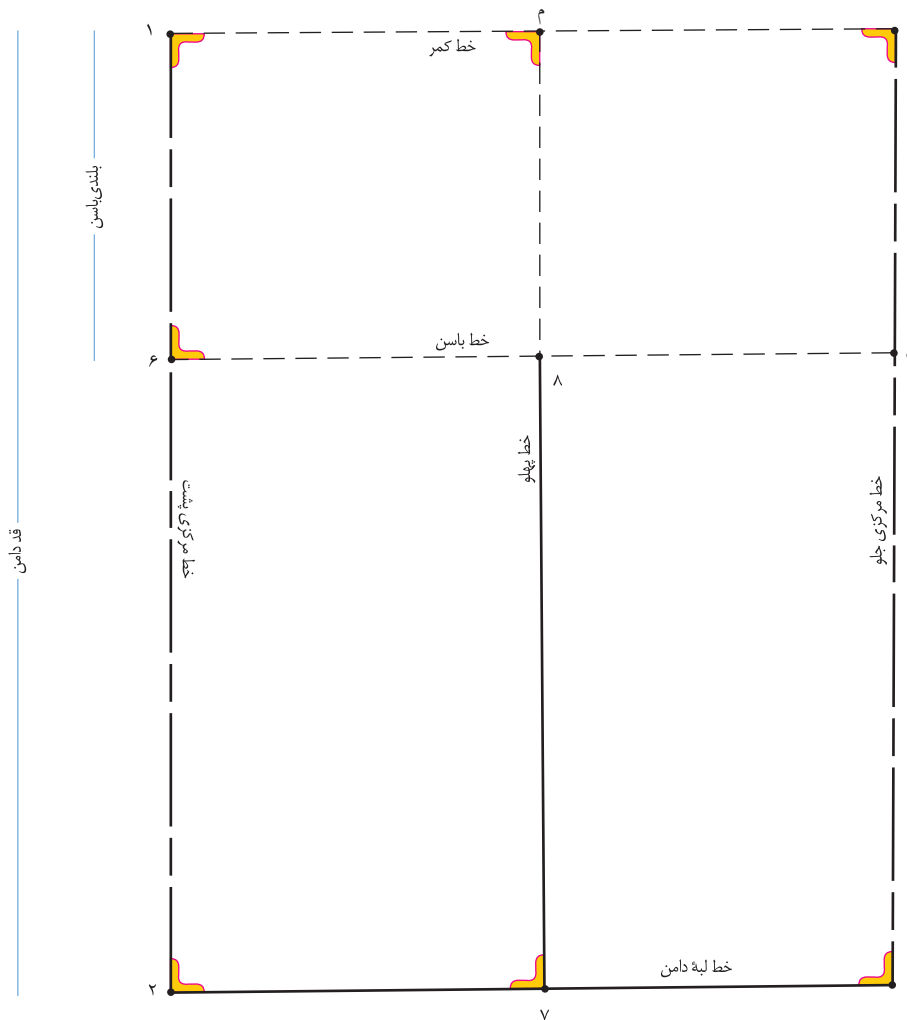 م
۱
خط کمر
بلندی باسن
خط باسن
۶
۸
خط پهلو
خط مرکزی پشت
خط مرکزی جلو
قد دامن
خط لبهٔ دامن
۲
۷